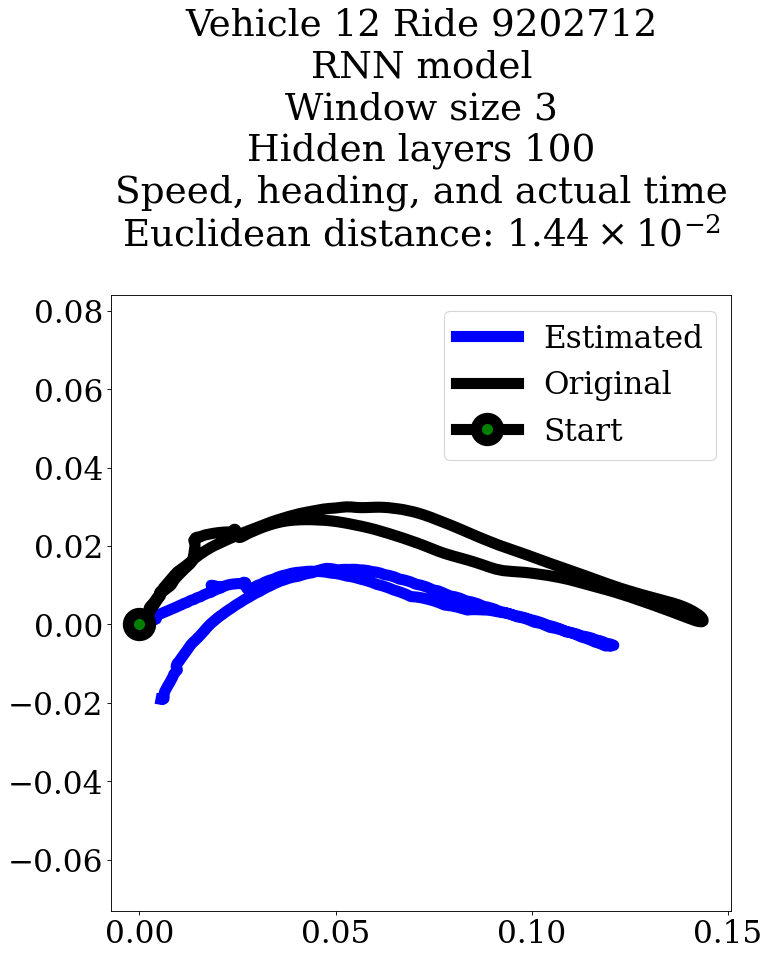 Vehicle 12 Ride 9202712
RNN model
Window size 3
Hidden layers 100
Speed, heading, and actual time
Euclidean distance: 1.44 × 10⁻²
Estimated
Original
Start
0.08
0.06
0.04
0.02
0.00
−0.02
−0.04
−0.06
0.00 0.05 0.10 0.15